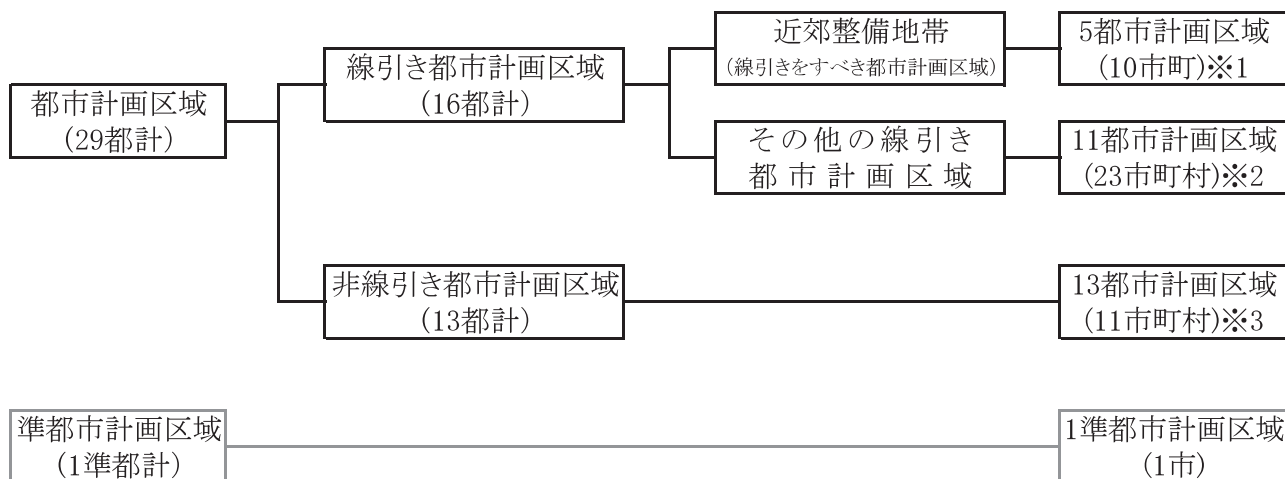 都市計画区域
(29都計)
線引き都市計画区域
(16都計)
近郊整備地帯
(線引きをすべき都市計画区域)
5都市計画区域
(10市町)※1
その他の線引き
都市計画区域
11都市計画区域
(23市町村)※2
非線引き都市計画区域
(13都計)
13都市計画区域
(11市町村)※3
準都市計画区域
(1準都計)
1準都市計画区域
(1市)